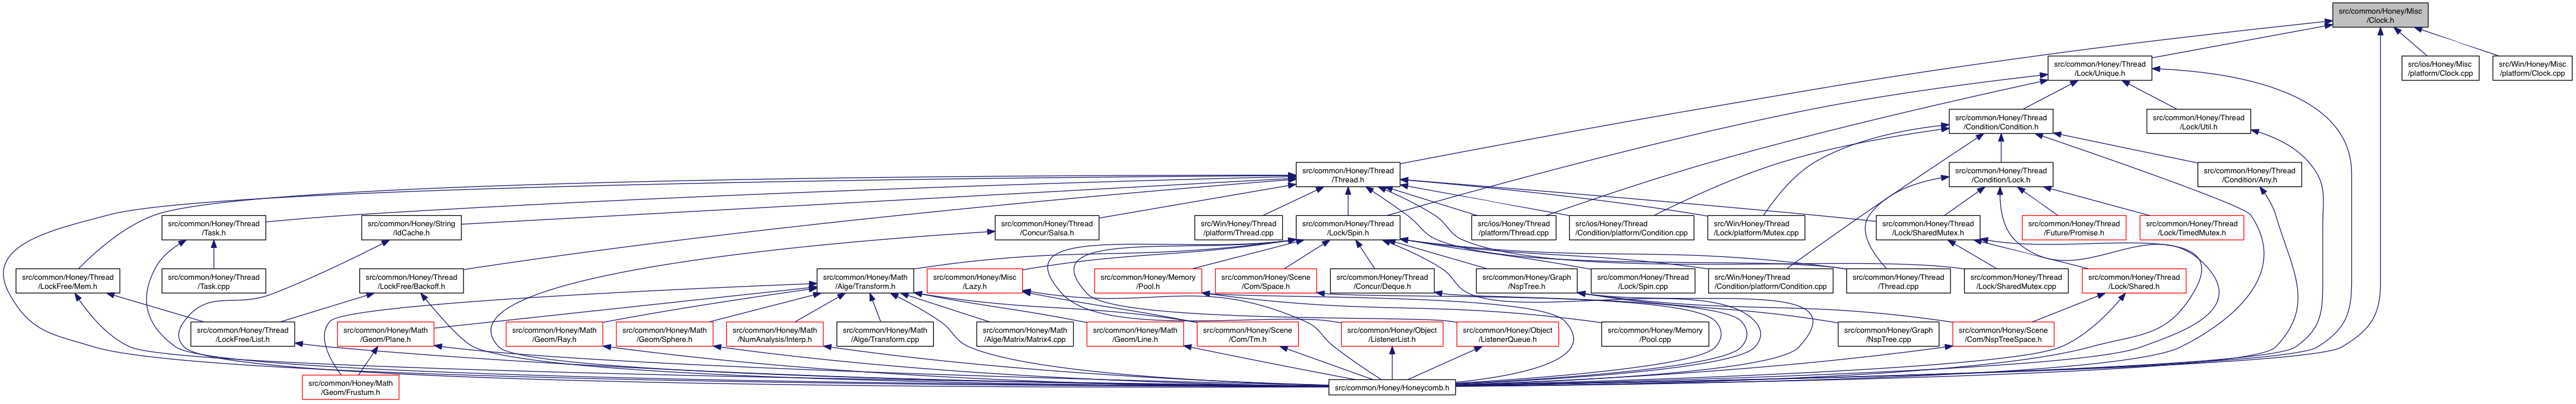 src/common/Honey/Misc
/Clock.h
src/common/Honey/Thread
/Lock/Unique.h
src/ios/Honey/Misc
/platform/Clock.cpp
src/Win/Honey/Misc
/platform/Clock.cpp
src/common/Honey/Thread
/Condition/Condition.h
src/common/Honey/Thread
/Lock/Util.h
src/common/Honey/Thread
/Thread.h
src/common/Honey/Thread
/Condition/Lock.h
src/common/Honey/Thread
/Condition/Any.h
src/common/Honey/Thread
/Task.h
src/common/Honey/String
/IdCache.h
src/common/Honey/Thread
/Concur/Salsa.h
src/Win/Honey/Thread
/platform/Thread.cpp
src/common/Honey/Thread
/Lock/Spin.h
src/ios/Honey/Thread
/platform/Thread.cpp
src/ios/Honey/Thread
/Condition/platform/Condition.cpp
src/Win/Honey/Thread
/Lock/platform/Mutex.cpp
src/common/Honey/Thread
/Lock/SharedMutex.h
src/common/Honey/Thread
/Future/Promise.h
src/common/Honey/Thread
/Lock/TimedMutex.h
src/common/Honey/Thread
/LockFree/Mem.h
src/common/Honey/Thread
/Task.cpp
src/common/Honey/Thread
/LockFree/Backoff.h
src/common/Honey/Math
/Alge/Transform.h
src/common/Honey/Misc
/Lazy.h
src/common/Honey/Memory
/Pool.h
src/common/Honey/Scene
/Com/Space.h
src/common/Honey/Thread
/Concur/Deque.h
src/common/Honey/Graph
/NspTree.h
src/common/Honey/Thread
/Lock/Spin.cpp
src/Win/Honey/Thread
/Condition/platform/Condition.cpp
src/common/Honey/Thread
/Thread.cpp
src/common/Honey/Thread
/Lock/SharedMutex.cpp
src/common/Honey/Thread
/Lock/Shared.h
src/common/Honey/Thread
/LockFree/List.h
src/common/Honey/Math
/Geom/Plane.h
src/common/Honey/Math
/Geom/Ray.h
src/common/Honey/Math
/Geom/Sphere.h
src/common/Honey/Math
/NumAnalysis/Interp.h
src/common/Honey/Math
/Alge/Transform.cpp
src/common/Honey/Math
/Alge/Matrix/Matrix4.cpp
src/common/Honey/Math
/Geom/Line.h
src/common/Honey/Scene
/Com/Tm.h
src/common/Honey/Object
/ListenerList.h
src/common/Honey/Object
/ListenerQueue.h
src/common/Honey/Memory
/Pool.cpp
src/common/Honey/Graph
/NspTree.cpp
src/common/Honey/Scene
/Com/NspTreeSpace.h
src/common/Honey/Math
/Geom/Frustum.h
src/common/Honey/Honeycomb.h